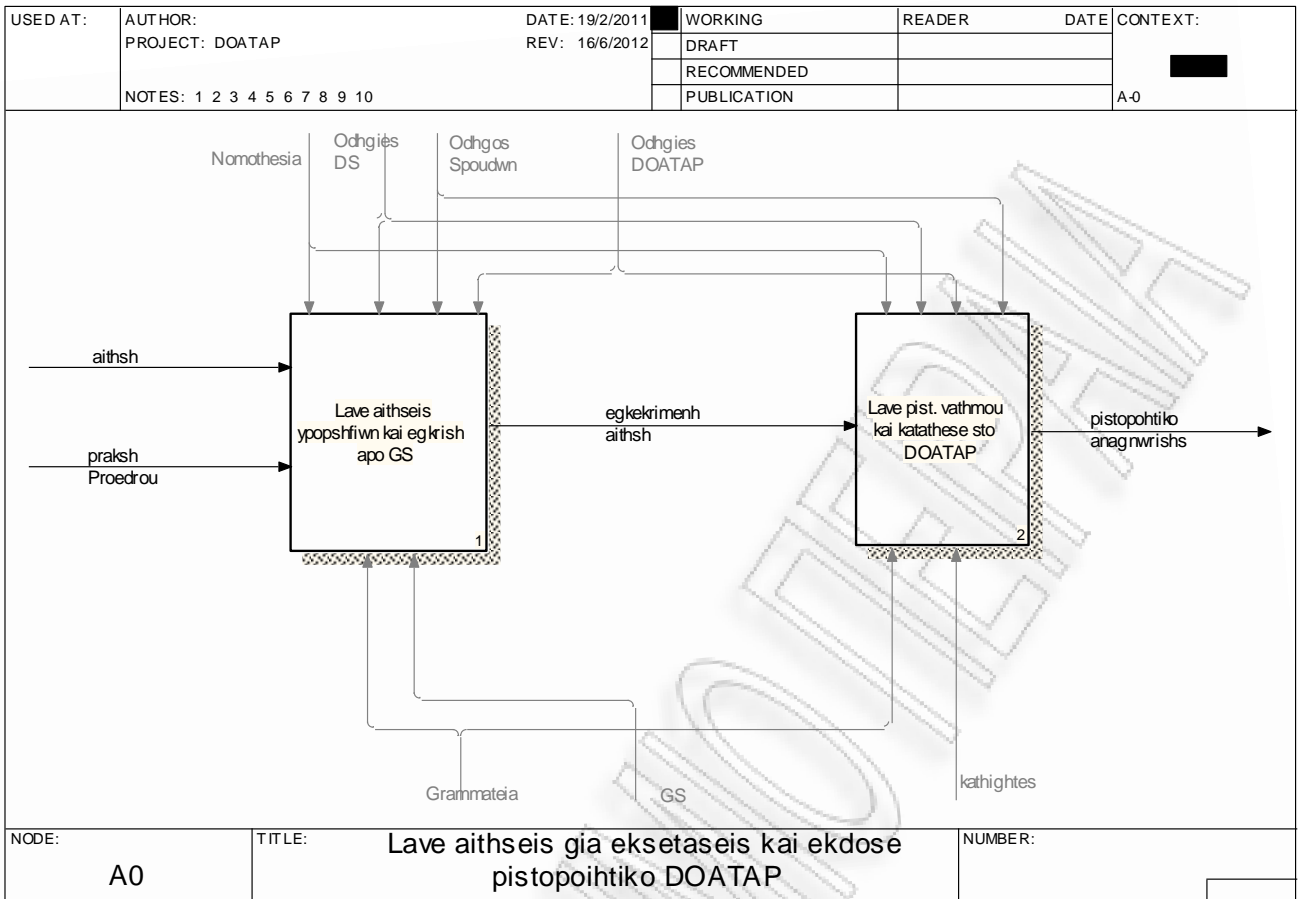 USED AT:
AUTHOR:
DATE: 19/2/2011
PROJECT: DOATAP
REV: 16/6/2012
NOTES: 1 2 3 4 5 6 7 8 9 10
WORKING
DRAFT
RECOMMENDED
PUBLICATION
READER
DATE
CONTEXT:
A-0
Nomothesia
Odhgies
DS
Odhgos
Spoudwn
Odhgies
DOATAP
aithsh
praksh
Proedrou
Lave aithseis
ypopshfiwn kai egkrish
apo GS
1
egkekrimenh
aithsh
Lave pist. vathmou
kai katathese sto
DOATAP
2
pistopohtiko
anagnwrishs
Grammateia
GS
kathightes
NODE:
A0
TITLE:
Lave aithseis gia eksetaseis kai ekdose
pistopoihtiko DOATAP
NUMBER: